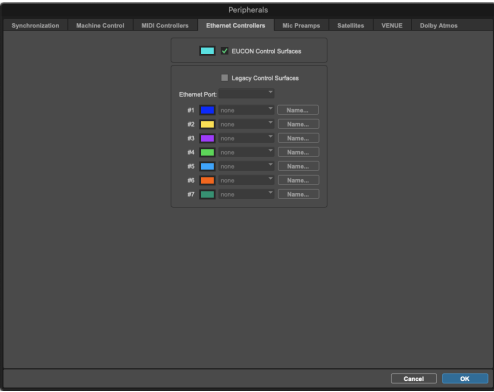 Peripherals
Synchronization Machine Control MIDI Controllers Ethernet Controllers Mic Preamps Satellites VENUE Dolby Atmos
EUCON Control Surfaces
Legacy Control Surfaces
Ethernet Port:
#1 none Name...
#2 none Name...
#3 none Name...
#4 none Name...
#5 none Name...
#6 none Name...
#7 none Name...
Cancel OK